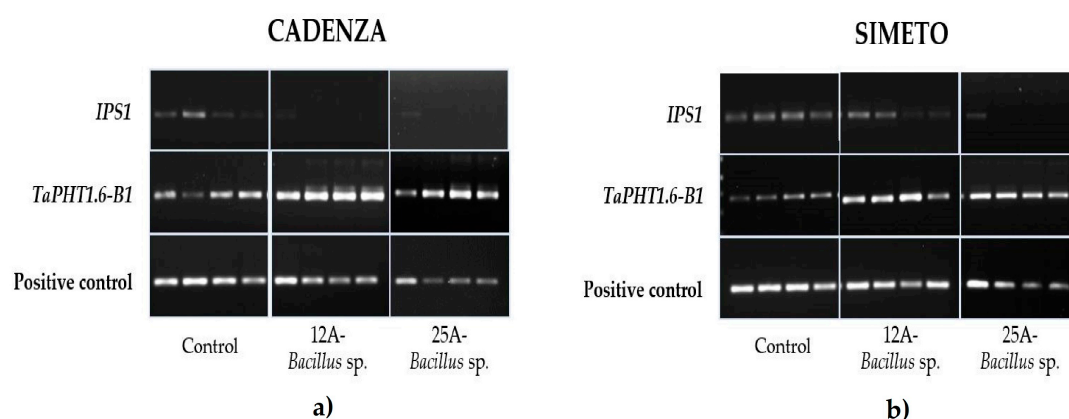 CADENZA
IPS1
TaPHT1.6-B1
Positive control
Control
12A-
Bacillus sp.
25A-
Bacillus sp.
a)
SIMETO
IPS1
TaPHT1.6-B1
Positive control
Control
12A-
Bacillus sp.
25A-
Bacillus sp.
b)